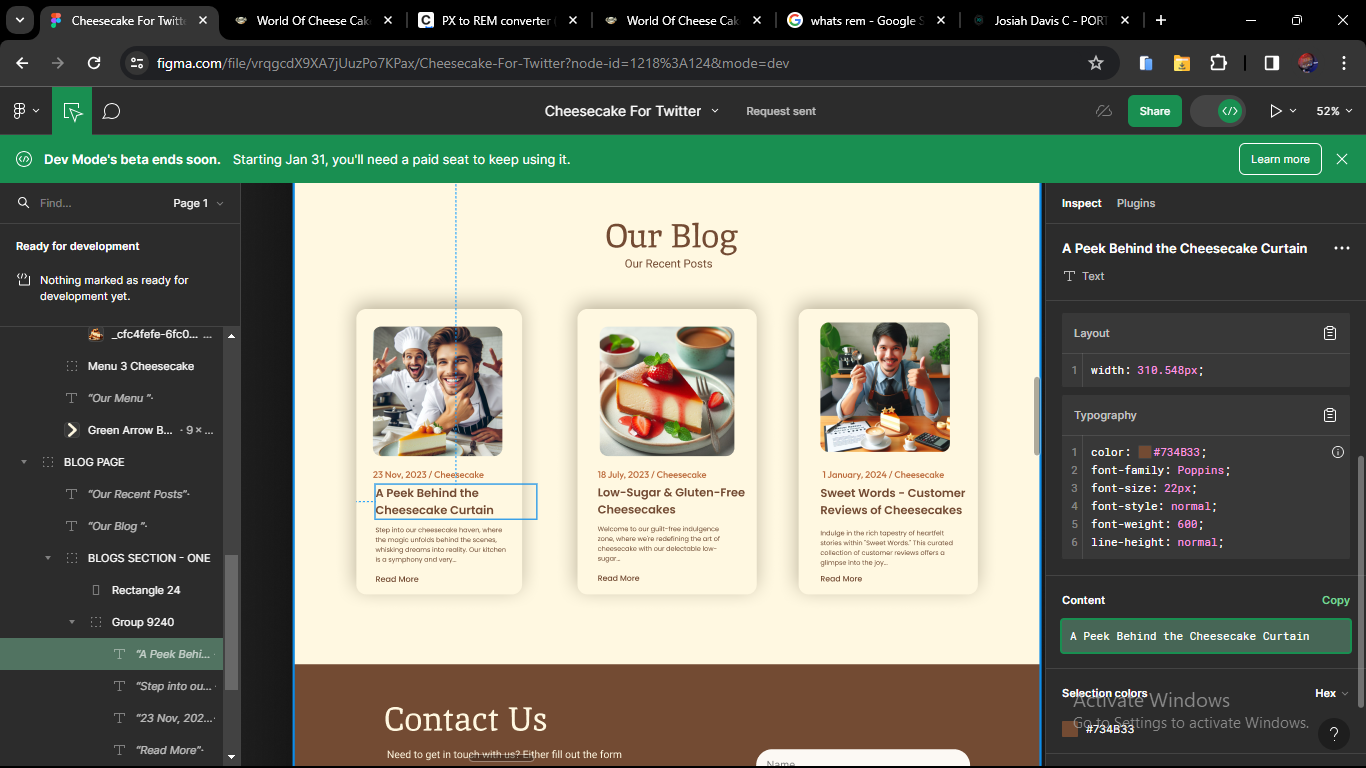 Cheesecake For Twitte
World Of Cheese Cak
PX to REM converter
World Of Cheese Cak
whats rem - Google S
Josiah Davis C - PORT
figma.com/file/vrqgcdX9XA7jUuzPo7KPax/Cheesecake-For-Twitter?node-id=1218%3A124&mode=dev
Cheesecake For Twitter
Request sent
Share
52%
Dev Mode's beta ends soon. Starting Jan 31, you'll need a paid seat to keep using it.
Learn more
Find...
Page 1
Ready for development
Nothing marked as ready for
development yet.
_cfc4fefe-6fc0... ...
Menu 3 Cheesecake
"Our Menu "
Green Arrow B... - 9 × ...
BLOG PAGE
"Our Recent Posts"
"Our Blog "
BLOGS SECTION - ONE
Rectangle 24
Group 9240
"A Peek Behi...
"Step into ou...
"23 Nov, 202...
"Read More"
Our Blog
Our Recent Posts
23 Nov, 2023 / Cheesecake
A Peek Behind the
Cheesecake Curtain
Step into our cheesecake haven, where
the magic unfolds behind the scenes,
whisking dreams into reality. Our kitchen
is a symphony and very...
Read More
18 July, 2023 / Cheesecake
Low-Sugar & Gluten-Free
Cheesecakes
Welcome to our guilt-free indulgence
zone, where we're redefining the art of
cheesecake with our delectable low-
sugar...
Read More
1 January, 2024 / Cheesecake
Sweet Words - Customer
Reviews of Cheesecakes
Indulge in the rich tapestry of heartfelt
stories within "Sweet Words." This curated
collection of customer reviews offers a
glimpse into the joy...
Read More
Contact Us
Need to get in touch with us? Either fill out the form
Name
Inspect
Plugins
A Peek Behind the Cheesecake Curtain
Text
Layout
1 width: 310.548px;
Typography
1 color: #734B33;
2 font-family: Poppins;
3 font-size: 22px;
4 font-style: normal;
5 font-weight: 600;
6 line-height: normal;
Content
Copy
A Peek Behind the Cheesecake Curtain
Selection colors
Hex
#734B33
Activate Windows
Go to Settings to activate Windows.
?